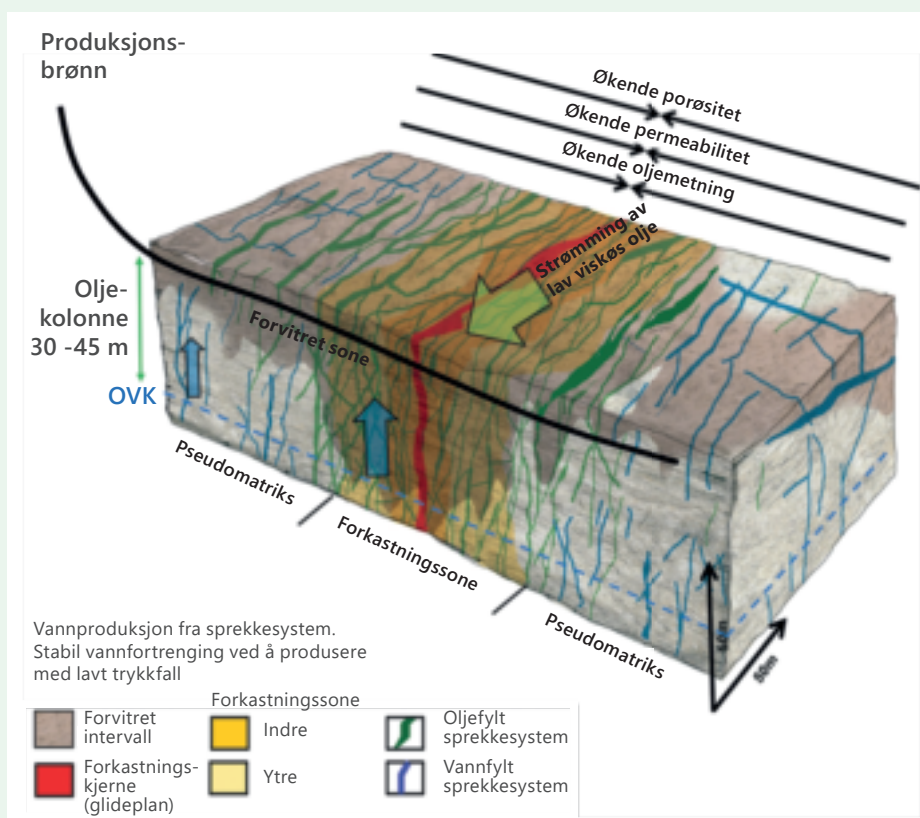 Produksjons-
brønn
Økende porøsitet
Økende permeabilitet
Økende oljemetning
Strømming av
lav viskøs olje
Olje-
kolonne
30 -45 m
OVK
Forvitret sone
Pseudomatriks
Forkastningssone
Pseudomatriks
50m
Vannproduksjon fra sprekkesystem.
Stabil vannfortrenging ved å produsere
med lavt trykkfall
Forkastningssone
Forvitret
intervall
Indre
Oljefylt
sprekkesystem
Forkastnings-
kjerne
(glideplan)
Ytre
Vannfylt
sprekkesystem